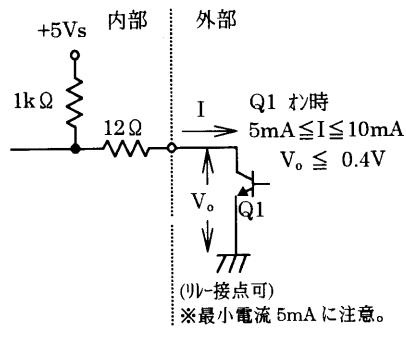 内部
外部
+5Vs
1kΩ
12Ω
I
Q1 ｵﾝ時
5mA≦I≦10mA
Vo ≦ 0.4V
Vo
Q1
(ﾘﾚｰ接点可)
※最小電流 5mA に注意。